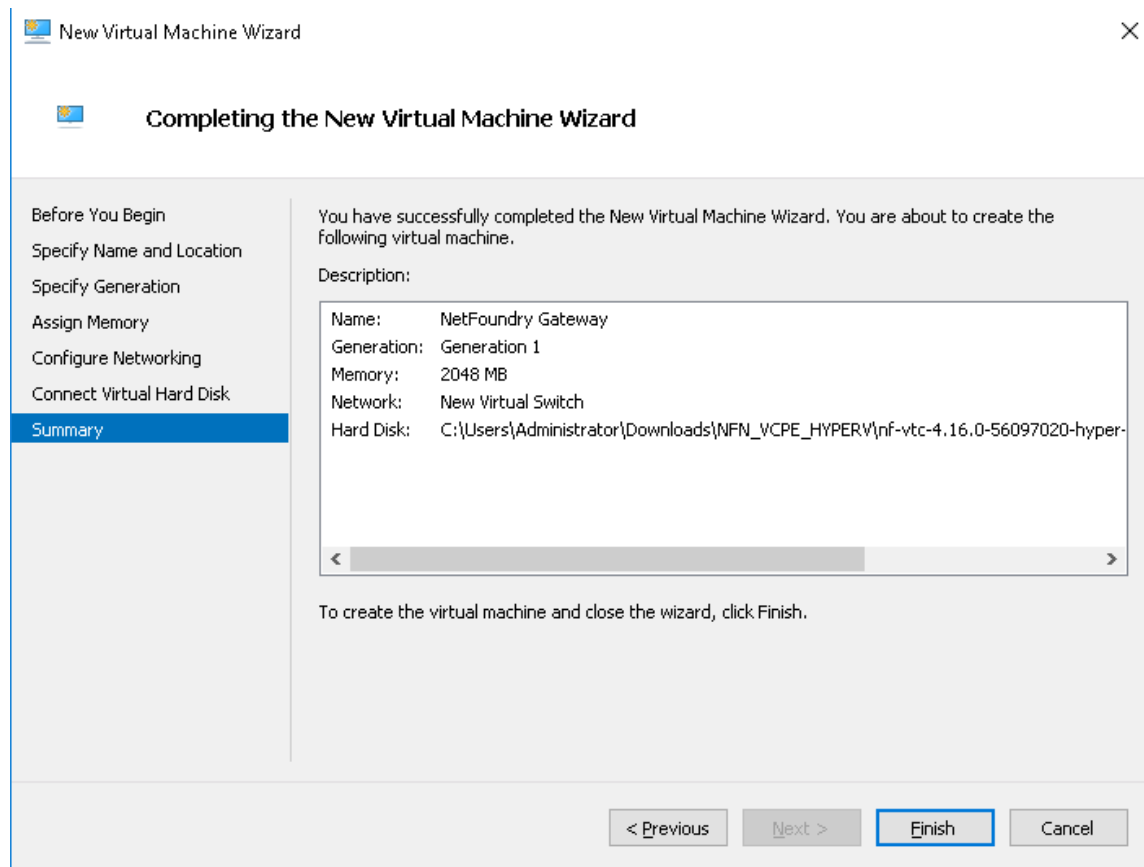 New Virtual Machine Wizard
Completing the New Virtual Machine Wizard
Before You Begin
Specify Name and Location
Specify Generation
Assign Memory
Configure Networking
Connect Virtual Hard Disk
Summary
You have successfully completed the New Virtual Machine Wizard. You are about to create the
following virtual machine.
Description:
Name: NetFoundry Gateway
Generation: Generation 1
Memory: 2048 MB
Network: New Virtual Switch
Hard Disk: C:\Users\Administrator\Downloads\NFN_VCPE_HYPERV\nf-vtc-4.16.0-56097020-hyper-
To create the virtual machine and close the wizard, click Finish.
< Previous
Next >
Finish
Cancel